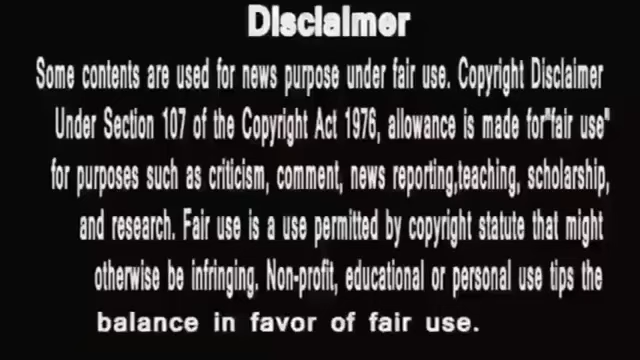 Disclaimer
Some contents are used for news purpose under fair use. Copyright Disclaimer
Under Section 107 of the Copyright Act 1976, allowance is made for"fair use"
for purposes such as criticism, comment, news reporting,teaching, scholarship,
and research. Fair use is a use permitted by copyright statute that might
otherwise be infringing. Non-profit, educational or personal use tips the
balance in favor of fair use.